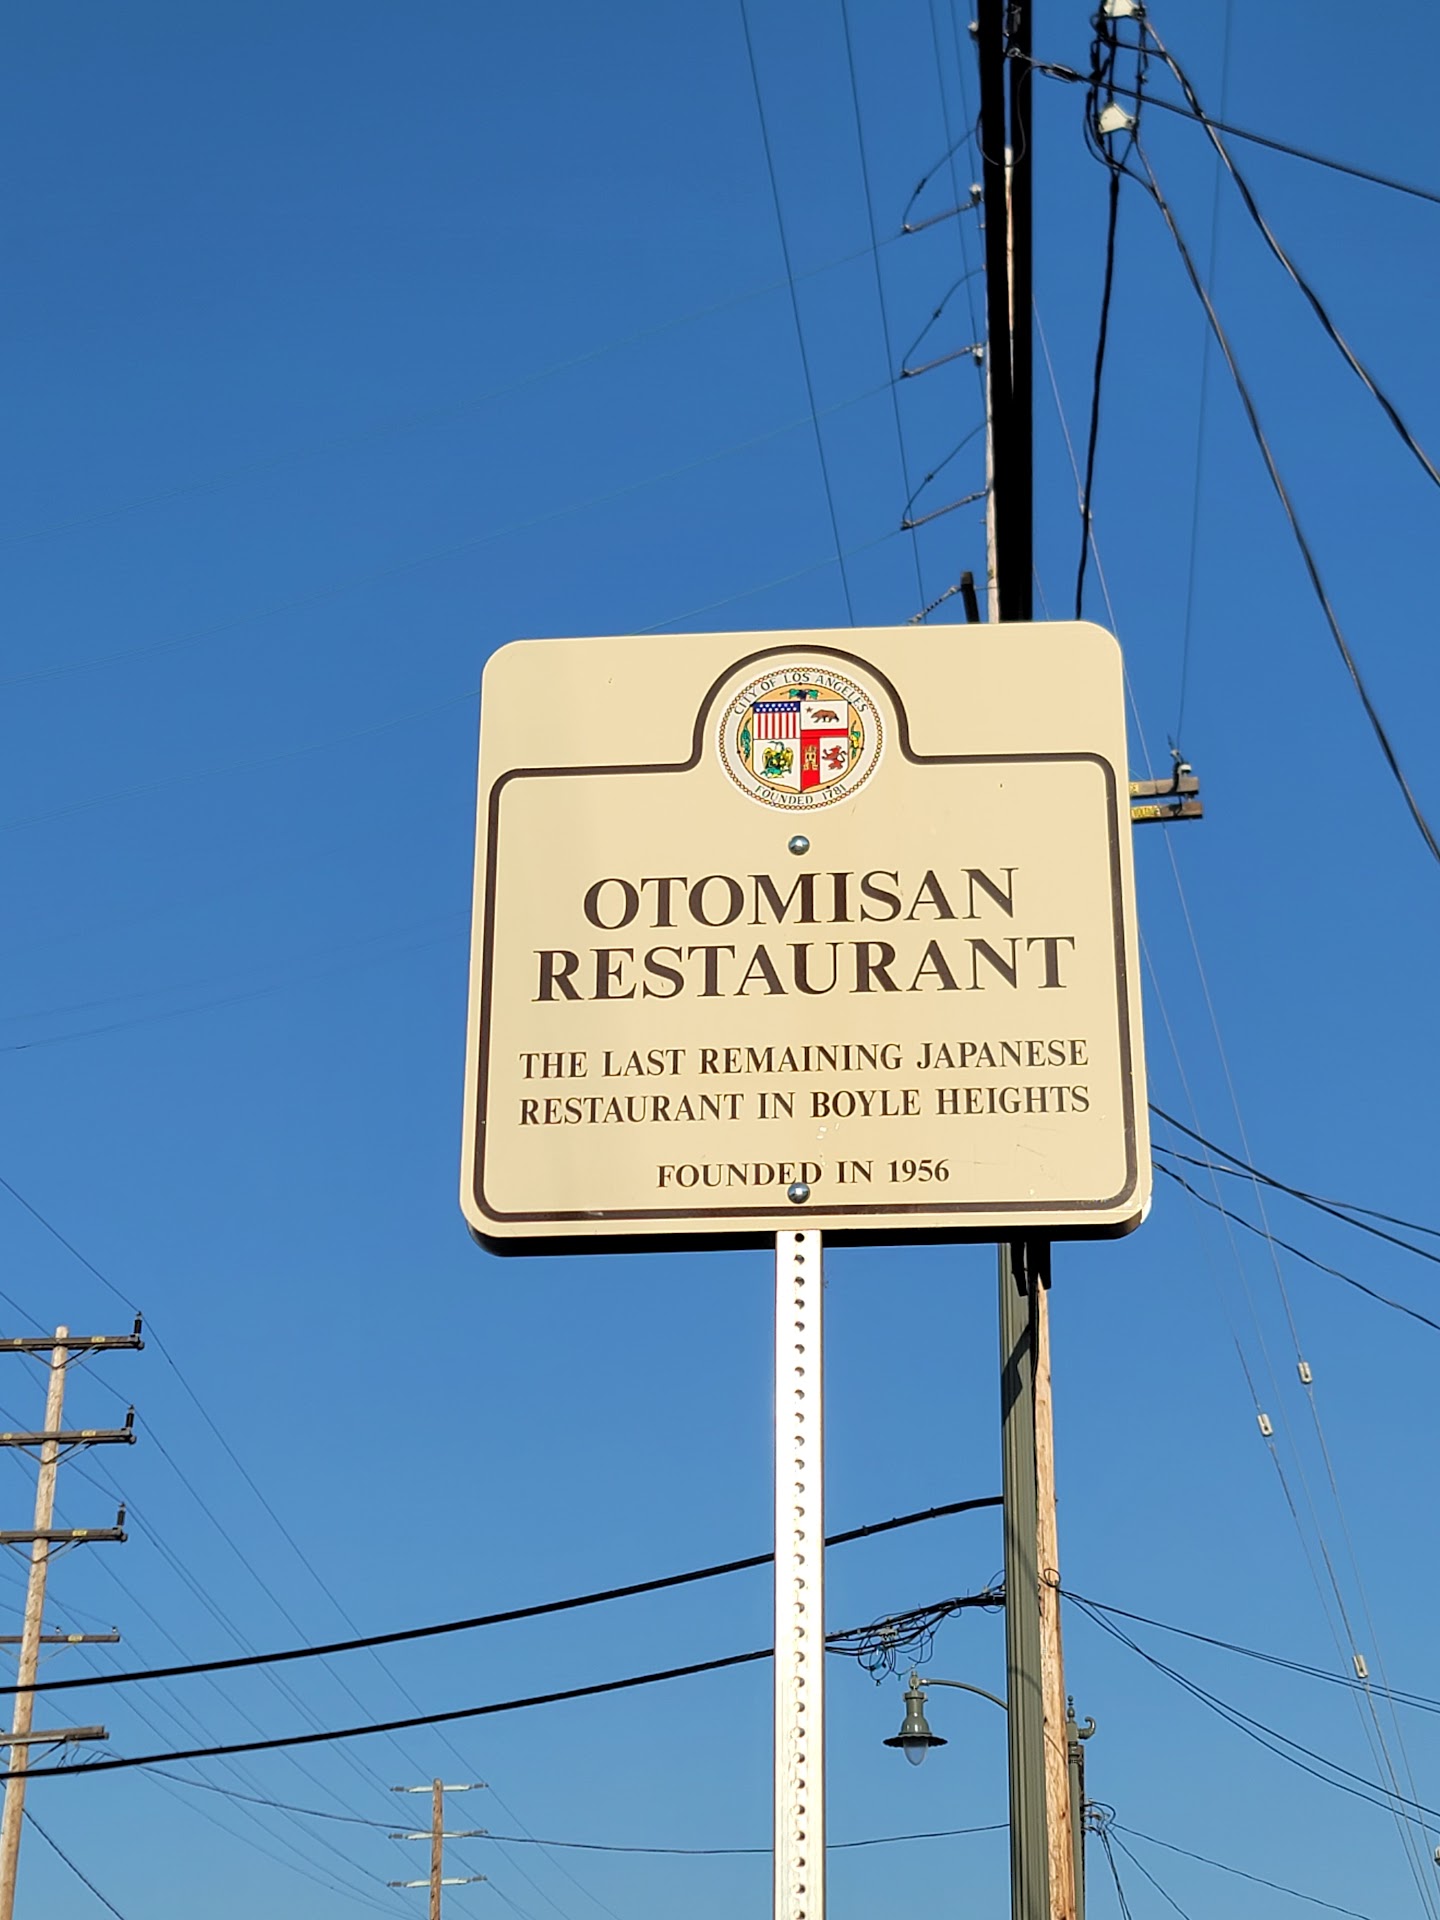 CITY OF LOS ANGELES
FOUNDED 1781
OTOMISAN
RESTAURANT
THE LAST REMAINING JAPANESE
RESTAURANT IN BOYLE HEIGHTS
FOUNDED IN 1956